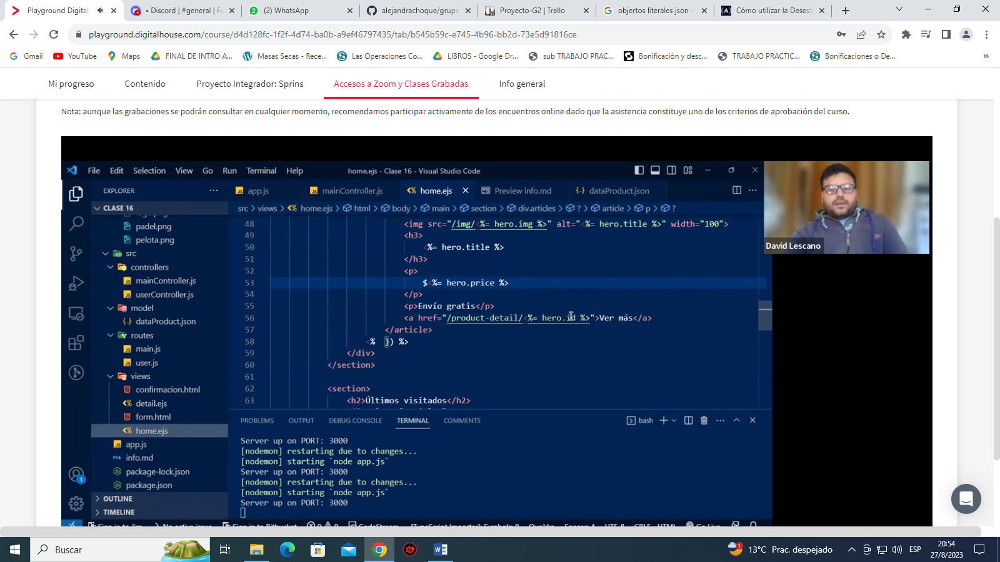 Playground Digital
• Discord | #general | Fu
(2) WhatsApp
alejandrachoque/grupo
Proyecto-G2 | Trello
objertos literales json -
Cómo utilizar la Desest
playground.digitalhouse.com/course/d4d128fc-1f2f-4d74-ba0b-a9ef46797435/tab/b545b59c-e745-4b96-bb2d-73e5d91816ce
Gmail
YouTube
Maps
FINAL DE INTRO A...
Masas Secas - Rece...
Las Operaciones Co...
LIBROS - Google Dr...
sub TRABAJO PRAC...
Bonificación y desc...
TRABAJO PRACTIC...
Bonificaciones o De...
»
Mi progreso
Contenido
Proyecto Integrador: Sprins
Accesos a Zoom y Clases Grabadas
Info general
Nota: aunque las grabaciones se podrán consultar en cualquier momento, recomendamos participar activamente de los encuentros online dado que la asistencia constituye uno de los criterios de aprobación del curso.
File Edit Selection View Go Run Terminal Help
home.ejs - Clase 16 - Visual Studio Code
EXPLORER
app.js
mainController.js
home.ejs
Preview info.md
dataProduct.json
CLASE 16
src > views > home.ejs > html > body > main > section > div.articles > ? > article > p > ?
padel.png
pelota.png
src
controllers
mainController.js
userController.js
model
dataProduct.json
routes
main.js
user.js
views
confirmacion.html
detail.ejs
form.html
home.ejs
app.js
info.md
package-lock.json
package.json
OUTLINE
TIMELINE
48 <img src="/img/<%= hero.img %>" alt="<%= hero.title %>" width="100">
49 <h3>
50 <%= hero.title %>
51 </h3>
52 <p>
53 $<%= hero.price %>
54 </p>
55 <p>Envío gratis</p>
56 <a href="/product-detail/<%= hero.id %>">Ver más</a>
57 </article>
58 <% }) %>
59 </div>
60 </section>
61
62 <section>
63 <h2>Últimos visitados</h2>
David Lescano
PROBLEMS OUTPUT DEBUG CONSOLE TERMINAL COMMENTS
bash
Server up on PORT: 3000
[nodemon] restarting due to changes...
[nodemon] starting `node app.js`
Server up on PORT: 3000
[nodemon] restarting due to changes...
[nodemon] starting `node app.js`
Server up on PORT: 3000
1
Buscar
1
13°C Prac. despejado
ESP
20:54
27/8/2023